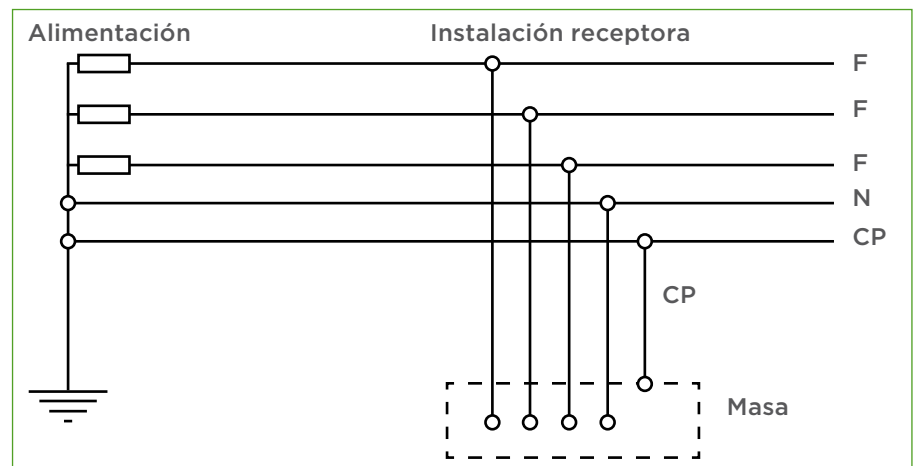 Alimentación
Instalación receptora
F
F
F
N
CP
CP
Masa